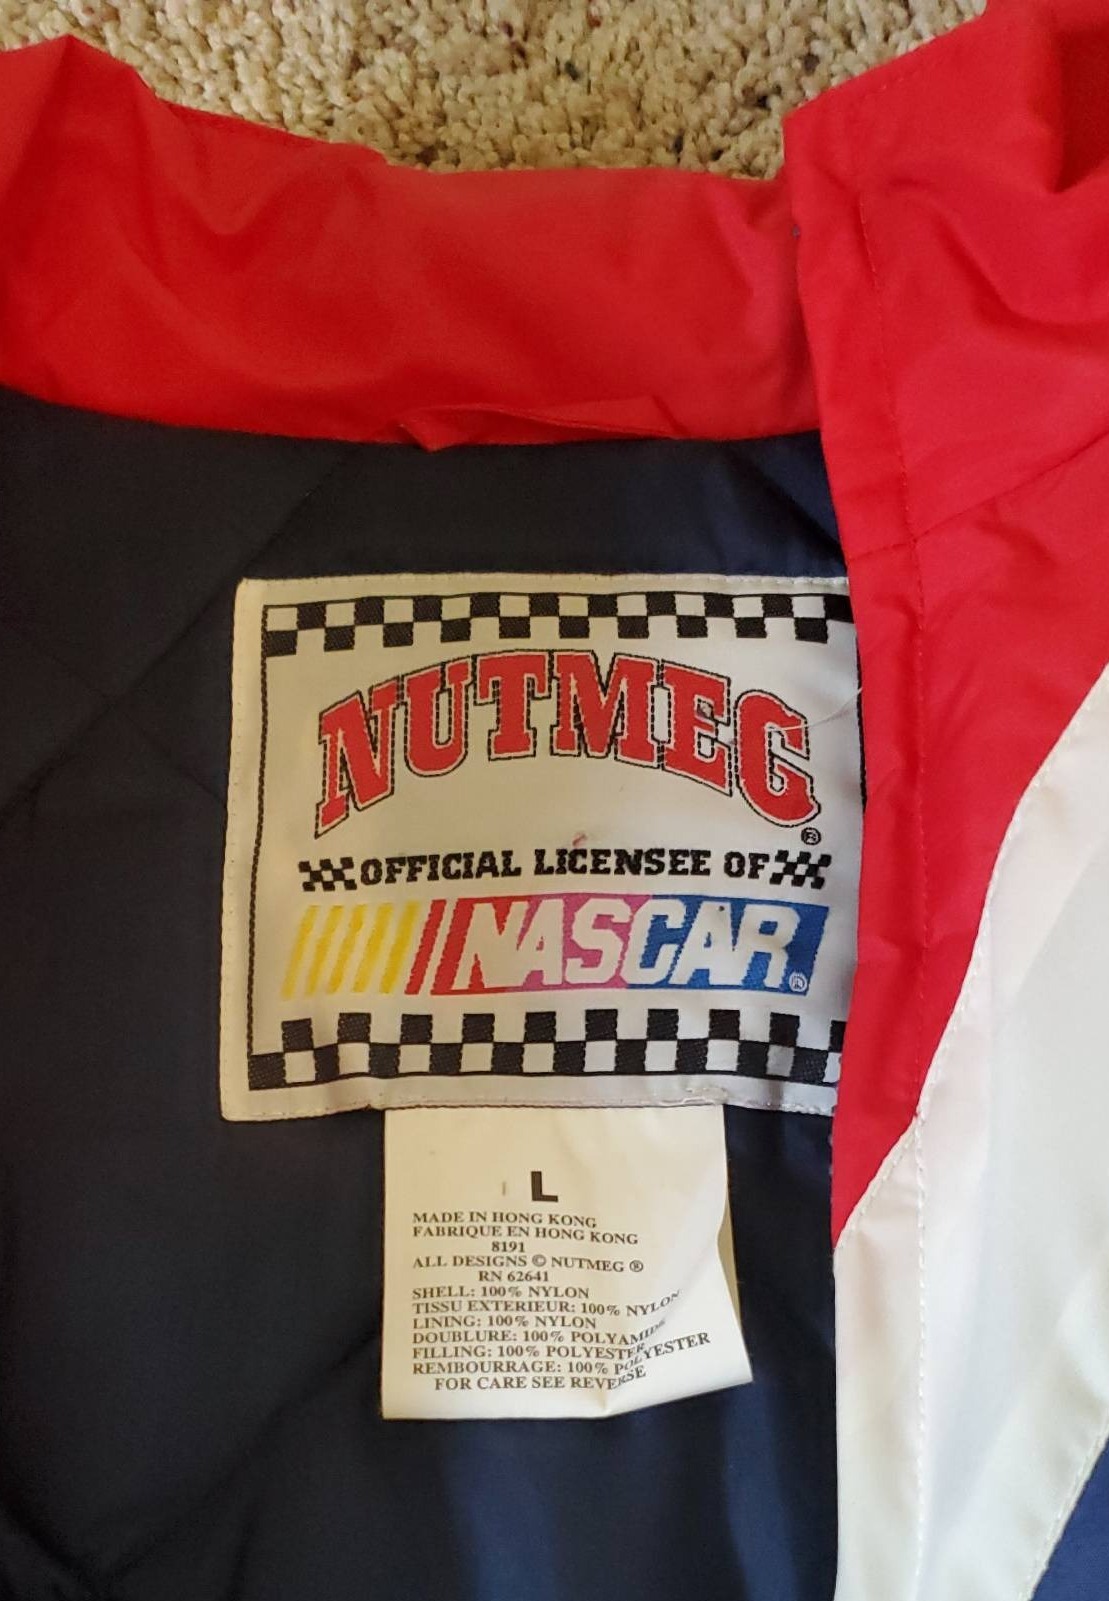 NUTMEG®
OFFICIAL LICENSEE OF
NASCAR®
L
MADE IN HONG KONG
FABRIQUE EN HONG KONG
8191
ALL DESIGNS © NUTMEG ®
RN 62641
SHELL: 100% NYLON
TISSU EXTERIEUR: 100% NYLON
LINING: 100% NYLON
DOUBLURE: 100% POLYAMIDE
FILLING: 100% POLYESTER
REMBOURRAGE: 100% POLYESTER
FOR CARE SEE REVERSE